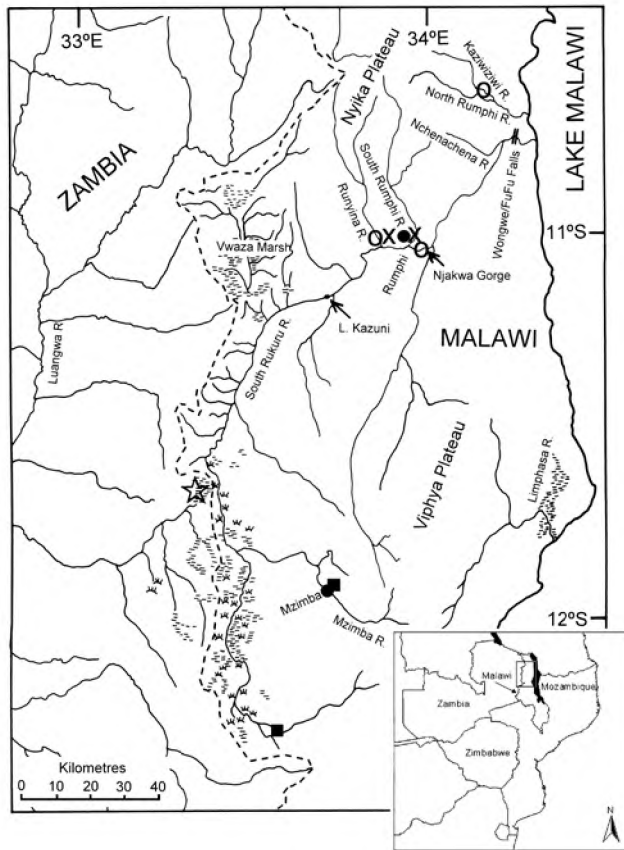 33ºE
34ºE
Nyika Plateau
Kaziwiziwi R.
North Rumphi R.
ZAMBIA
LAKE MALAWI
Nchenachena R.
Wongwe/FuFu Falls
South Rumphi R.
Runyina R.
X X
11ºS
Vwaza Marsh
Rumphi
Njakwa Gorge
MALAWI
L. Kazuni
Luangwa R.
South Rukuru R.
Viphya Plateau
Limphasa R.
Mzimba
Mzimba R.
12ºS
Kilometres
0 10 20 30 40
Malawi
Mozambique
Zambia
Zimbabwe
N